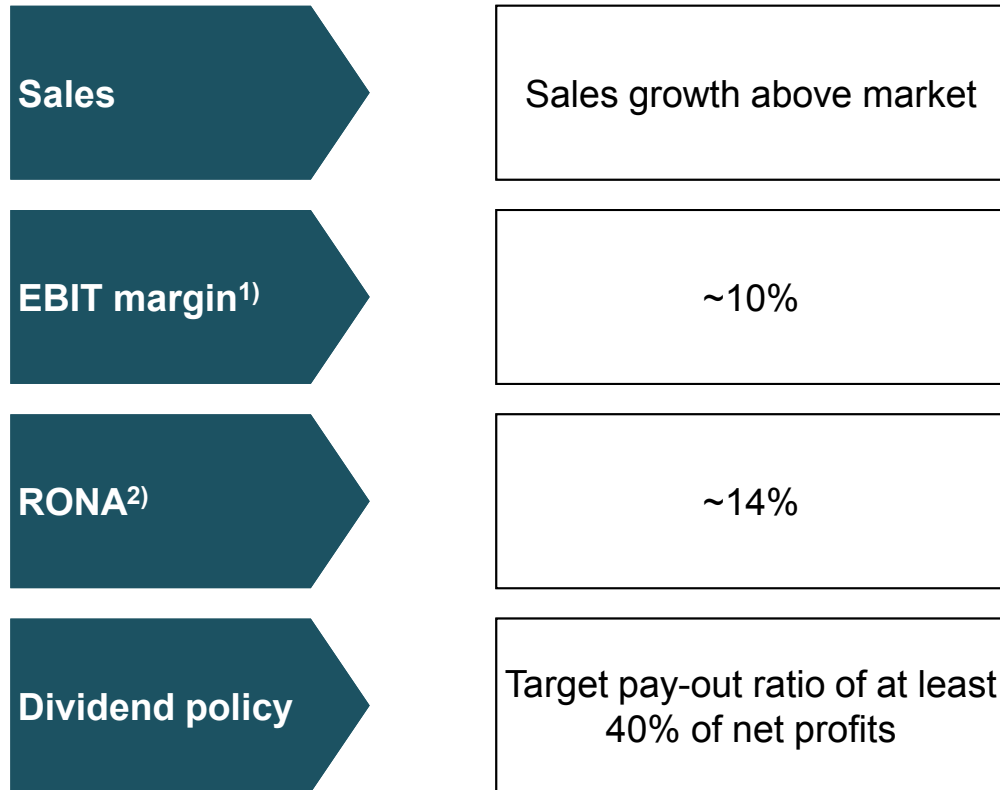 Sales
Sales growth above market
EBIT margin1)
~10%
RONA2)
~14%
Dividend policy
Target pay-out ratio of at least
40% of net profits